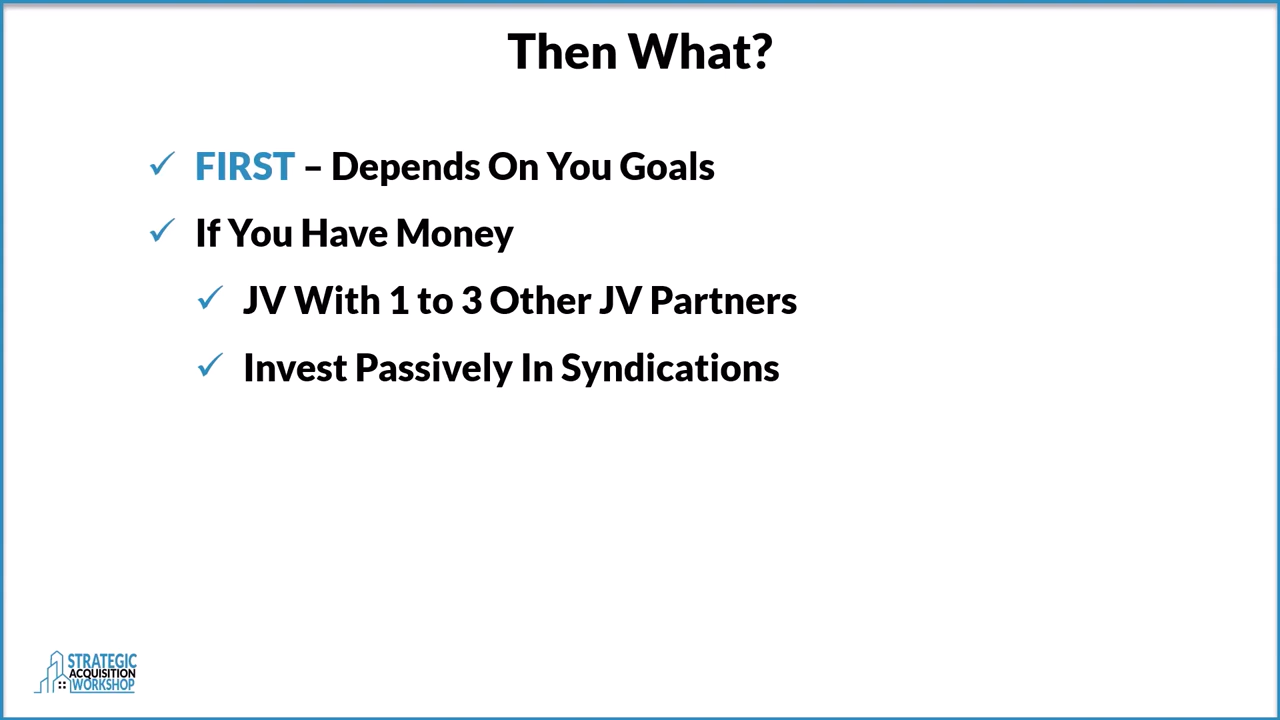 Then What?
FIRST – Depends On You Goals
If You Have Money
JV With 1 to 3 Other JV Partners
Invest Passively In Syndications
STRATEGIC
ACQUISITION
WORKSHOP